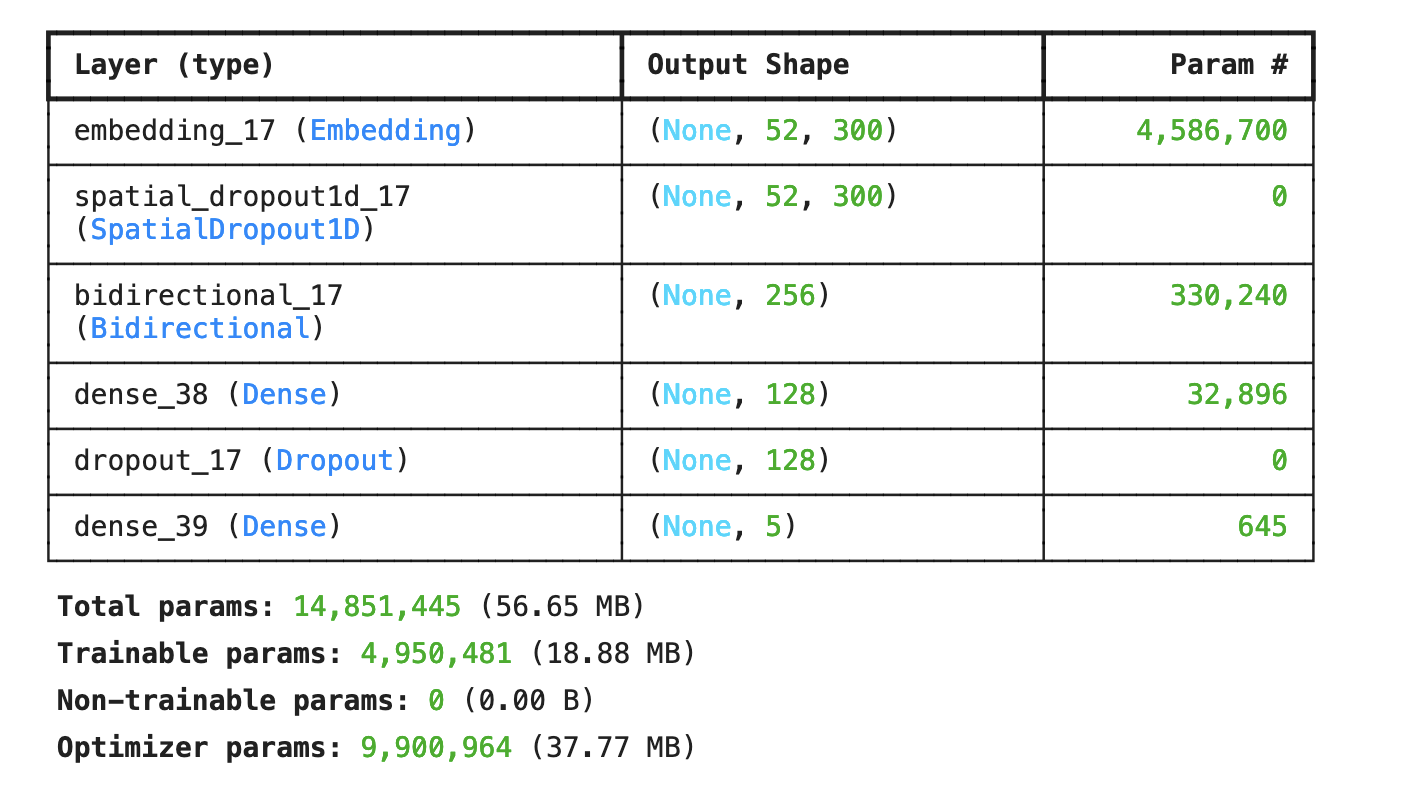 Layer (type) Output Shape Param #
embedding_17 (Embedding) (None, 52, 300) 4,586,700
spatial_dropout1d_17 (None, 52, 300) 0
(SpatialDropout1D)
bidirectional_17 (None, 256) 330,240
(Bidirectional)
dense_38 (Dense) (None, 128) 32,896
dropout_17 (Dropout) (None, 128) 0
dense_39 (Dense) (None, 5) 645
Total params: 14,851,445 (56.65 MB)
Trainable params: 4,950,481 (18.88 MB)
Non-trainable params: 0 (0.00 B)
Optimizer params: 9,900,964 (37.77 MB)